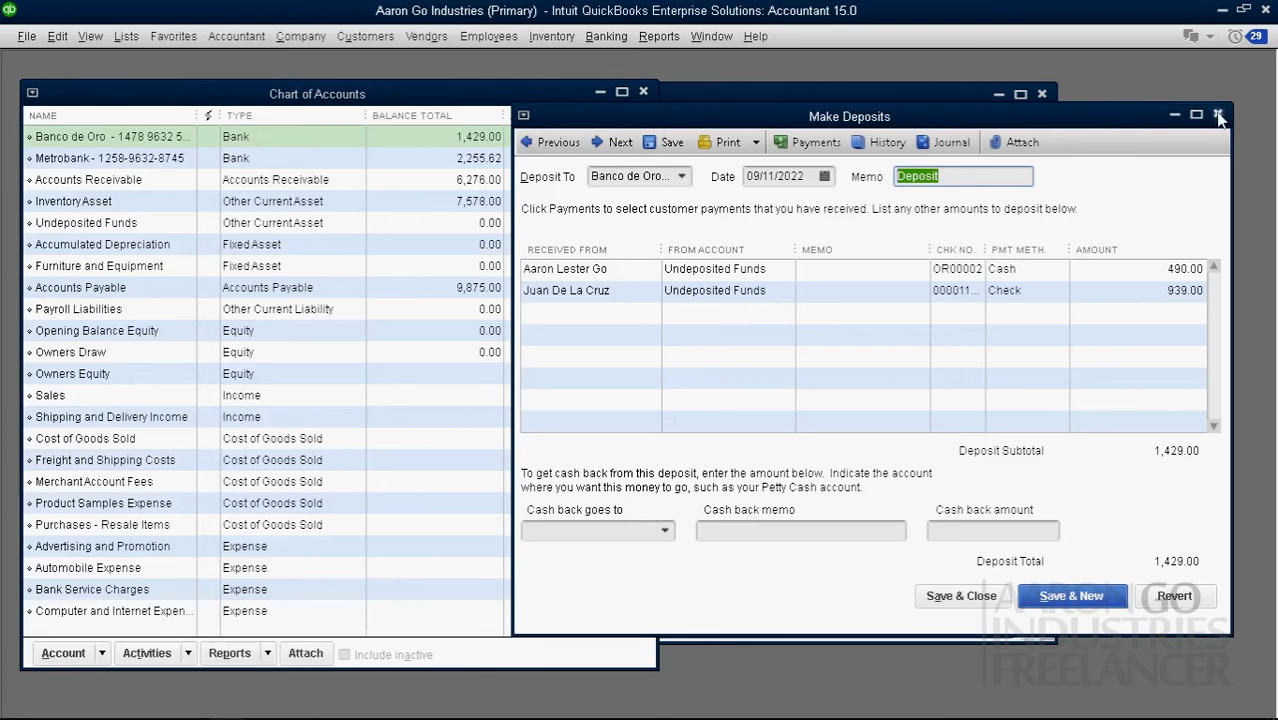 qb
Aaron Go Industries (Primary) - Intuit QuickBooks Enterprise Solutions: Accountant 15.0
File Edit View Lists Favorites Accountant Company Customers Vendors Employees Inventory Banking Reports Window Help 29
Chart of Accounts
NAME TYPE BALANCE TOTAL
Banco de Oro - 1478 9632 5... Bank 1,429.00
Metrobank - 1258-9632-8745 Bank 2,255.62
Accounts Receivable Accounts Receivable 6,276.00
Inventory Asset Other Current Asset 7,578.00
Undeposited Funds Other Current Asset 0.00
Accumulated Depreciation Fixed Asset 0.00
Furniture and Equipment Fixed Asset 0.00
Accounts Payable Accounts Payable 9,875.00
Payroll Liabilities Other Current Liability 0.00
Opening Balance Equity Equity 0.00
Owners Draw Equity 0.00
Owners Equity Equity
Sales Income
Shipping and Delivery Income Income
Cost of Goods Sold Cost of Goods Sold
Freight and Shipping Costs Cost of Goods Sold
Merchant Account Fees Cost of Goods Sold
Product Samples Expense Cost of Goods Sold
Purchases - Resale Items Cost of Goods Sold
Advertising and Promotion Expense
Automobile Expense Expense
Bank Service Charges Expense
Computer and Internet Expen... Expense
Account Activities Reports Attach Include inactive
Make Deposits
Previous Next Save Print Payments History Journal Attach
Deposit To Banco de Oro... Date 09/11/2022 Memo Deposit
Click Payments to select customer payments that you have received. List any other amounts to deposit below.
RECEIVED FROM FROM ACCOUNT MEMO CHK NO. PMT METH. AMOUNT
Aaron Lester Go Undeposited Funds OR00002 Cash 490.00
Juan De La Cruz Undeposited Funds 000011... Check 939.00
Deposit Subtotal 1,429.00
To get cash back from this deposit, enter the amount below. Indicate the account
where you want this money to go, such as your Petty Cash account.
Cash back goes to Cash back memo Cash back amount
Deposit Total 1,429.00
Save & Close Save & New Revert
AARON GO
INDUSTRIES
FREELANCER